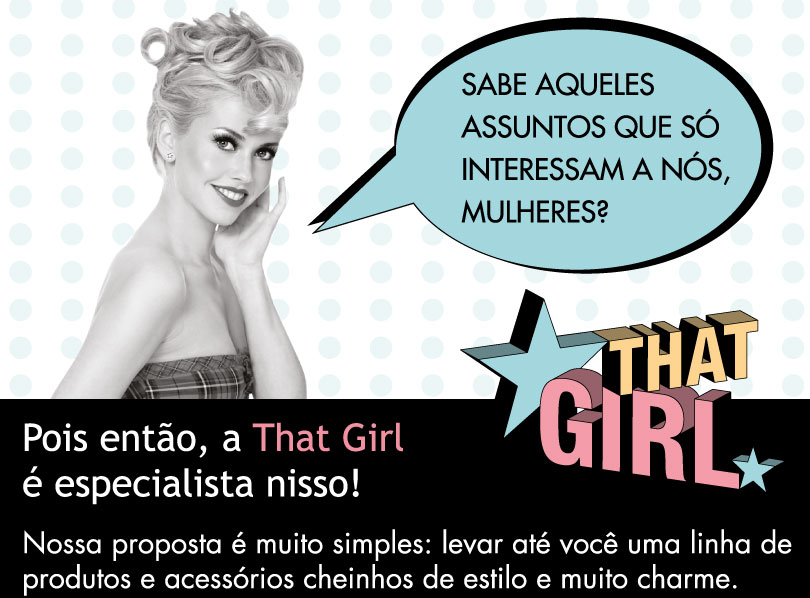 SABE AQUELES
ASSUNTOS QUE SÓ
INTERESSAM A NÓS,
MULHERES?
THAT
GIRL
Pois então, a That Girl
é especialista nisso!
Nossa proposta é muito simples: levar até você uma linha de
produtos e acessórios cheinhos de estilo e muito charme.